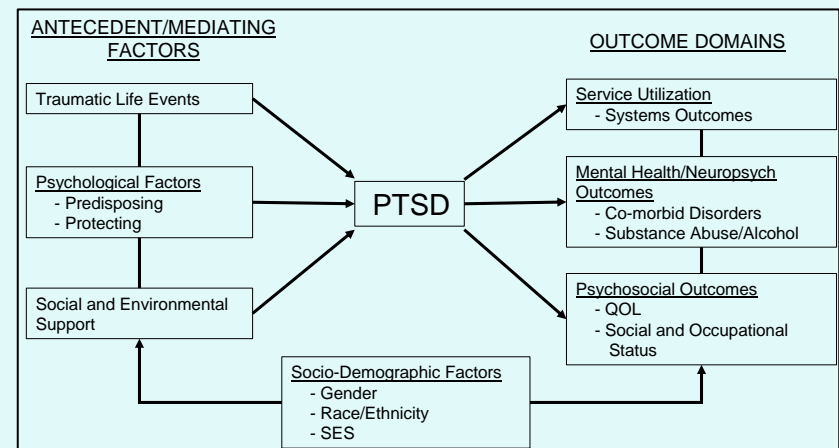 ANTECEDENT/MEDIATING
FACTORS
Traumatic Life Events
Psychological Factors
- Predisposing
- Protecting
Social and Environmental
Support
PTSD
OUTCOME DOMAINS
Service Utilization
- Systems Outcomes
Mental Health/Neuropsych
Outcomes
- Co-morbid Disorders
- Substance Abuse/Alcohol
Psychosocial Outcomes
- QOL
- Social and Occupational
Status
Socio-Demographic Factors
- Gender
- Race/Ethnicity
- SES